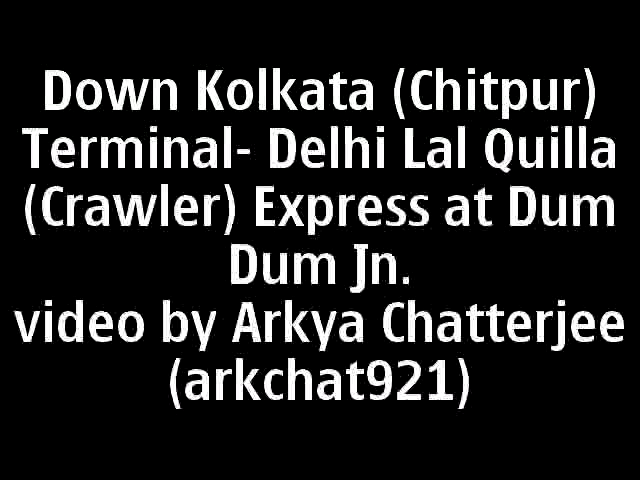 Down Kolkata (Chitpur)
Terminal- Delhi Lal Quilla
(Crawler) Express at Dum
Dum Jn.
video by Arkya Chatterjee
(arkchat921)